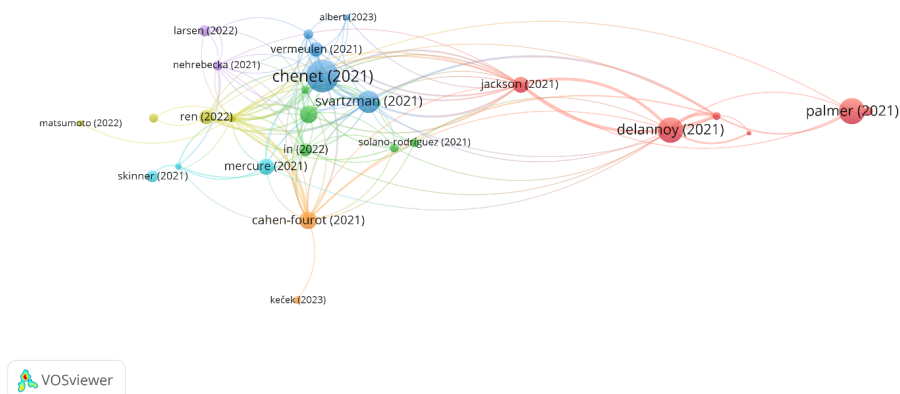 albert (2023)
larsen (2022)
vermeulen (2021)
nehrebecka (2021)
chenet (2021)
jackson (2021)
svartzman (2021)
palmer (2021)
ren (2022)
matsumoto (2022)
delannoy (2021)
solano-rodríguez (2021)
in (2022)
mercure (2021)
skinner (2021)
cahen-fourot (2021)
keček (2023)
VOSviewer